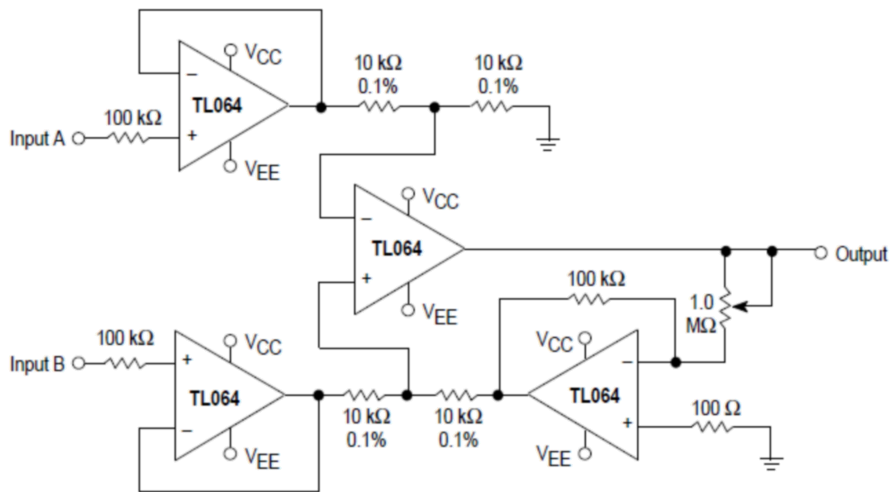 VCC
TL064
VEE
10 kΩ
0.1%
10 kΩ
0.1%
100 kΩ
Input A
VCC
TL064
VEE
Output
100 kΩ
1.0
MΩ
100 kΩ
Input B
VCC
TL064
VEE
10 kΩ
0.1%
10 kΩ
0.1%
VCC
TL064
VEE
100 Ω